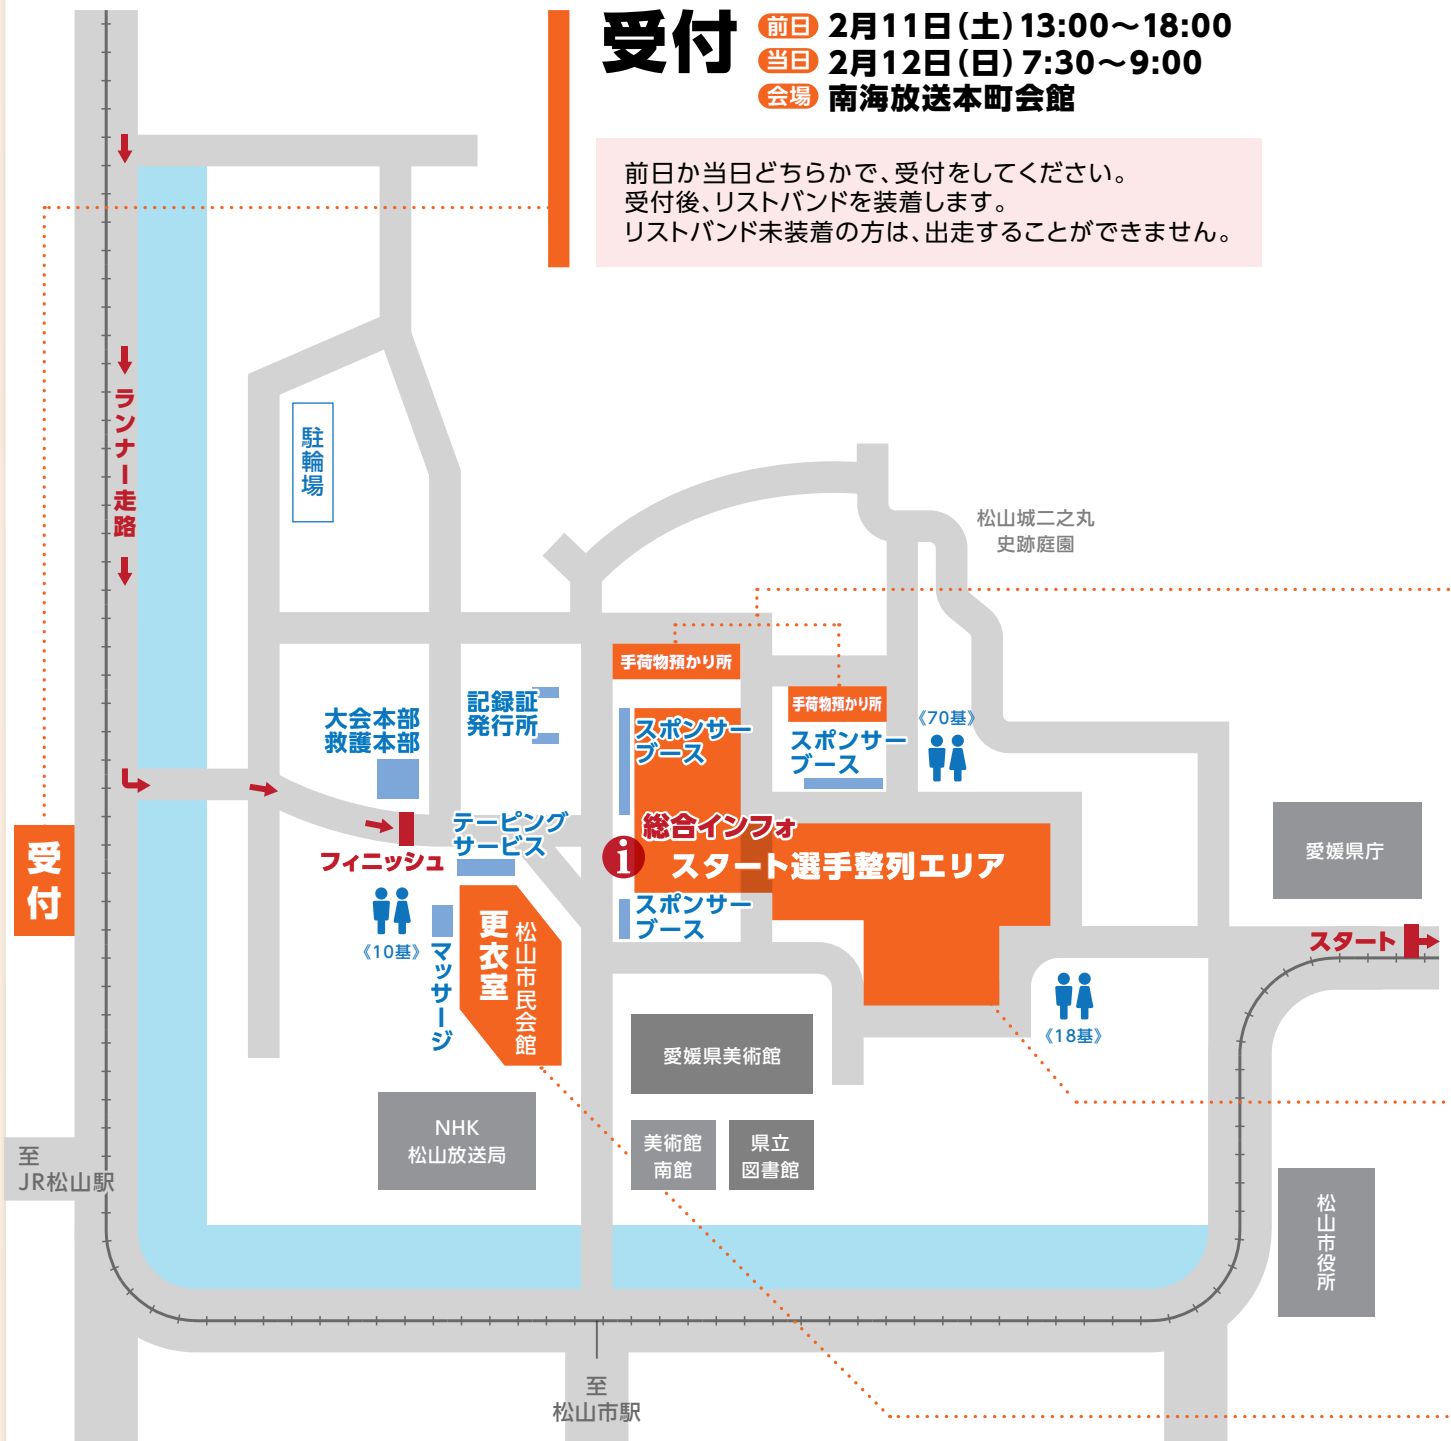 受付
前日 2月11日(土)13:00～18:00
当日 2月12日(日)7:30～9:00
会場 南海放送本町会館
前日か当日どちらかで、受付をしてください。
受付後、リストバンドを装着します。
リストバンド未装着の方は、出走することができません。
ランナー走路
駐輪場
松山城二之丸
史跡庭園
手荷物預かり所
手荷物預かり所
大会本部
救護本部
記録証
発行所
スポンサー
ブース
スポンサー
ブース
《70基》
総合インフォ
i
スタート選手整列エリア
テーピング
サービス
フィニッシュ
受付
愛媛県庁
スポンサー
ブース
《10基》
マッサージ
更衣室
松山市民会館
スタート
《18基》
愛媛県美術館
NHK
松山放送局
美術館
南館
県立
図書館
至
JR松山駅
松山市役所
至
松山市駅